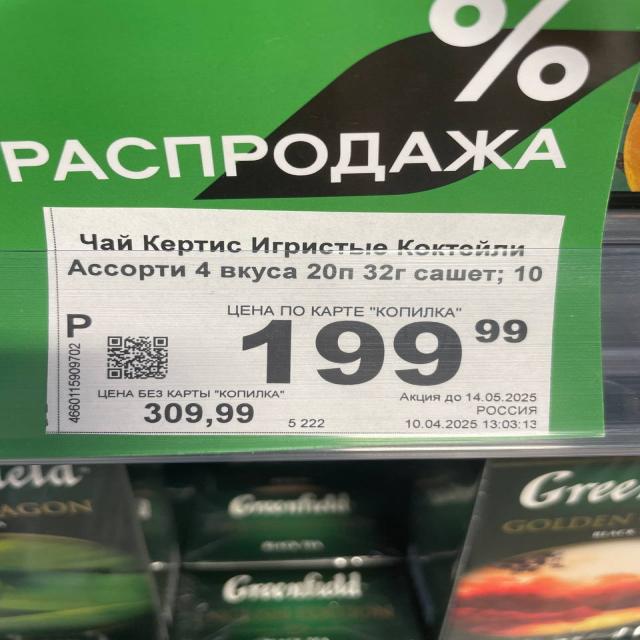 %
РАСПРОДАЖА
Чай Кертис Игристые Коктейли
Ассорти 4 вкуса 20п 32г сашет; 10
ЦЕНА ПО КАРТЕ "КОПИЛКА"
Р
199 99
4660115909702
ЦЕНА БЕЗ КАРТЫ "КОПИЛКА"
309,99
5 222
Акция до 14.05.2025
РОССИЯ
10.04.2025 13:03:13
Greenfield
Gree
GOLDEN
BLACK
Greenfield